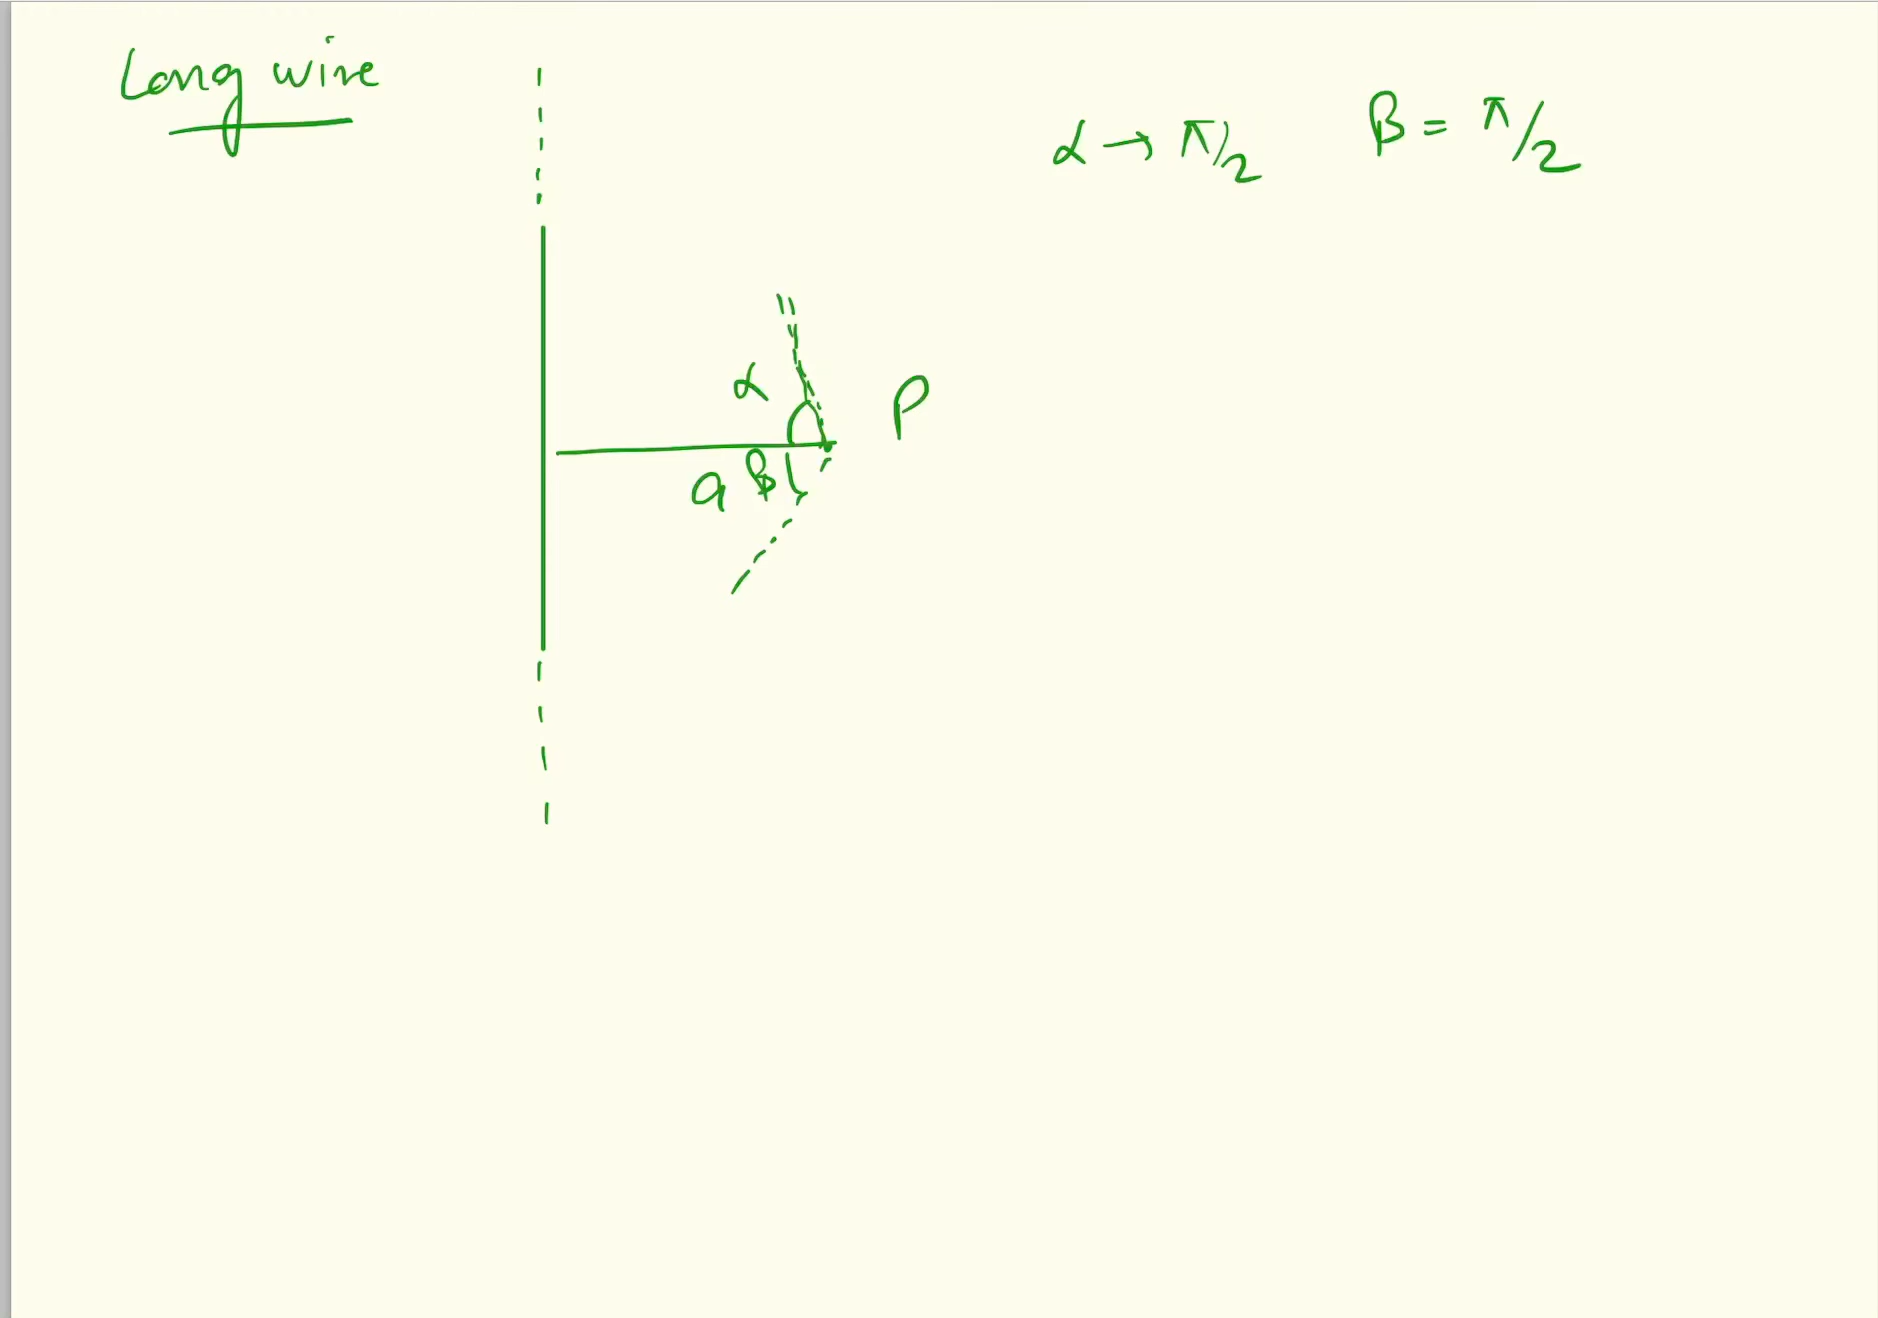 Long wire
α → π/2 β = π/2
α
P
a β